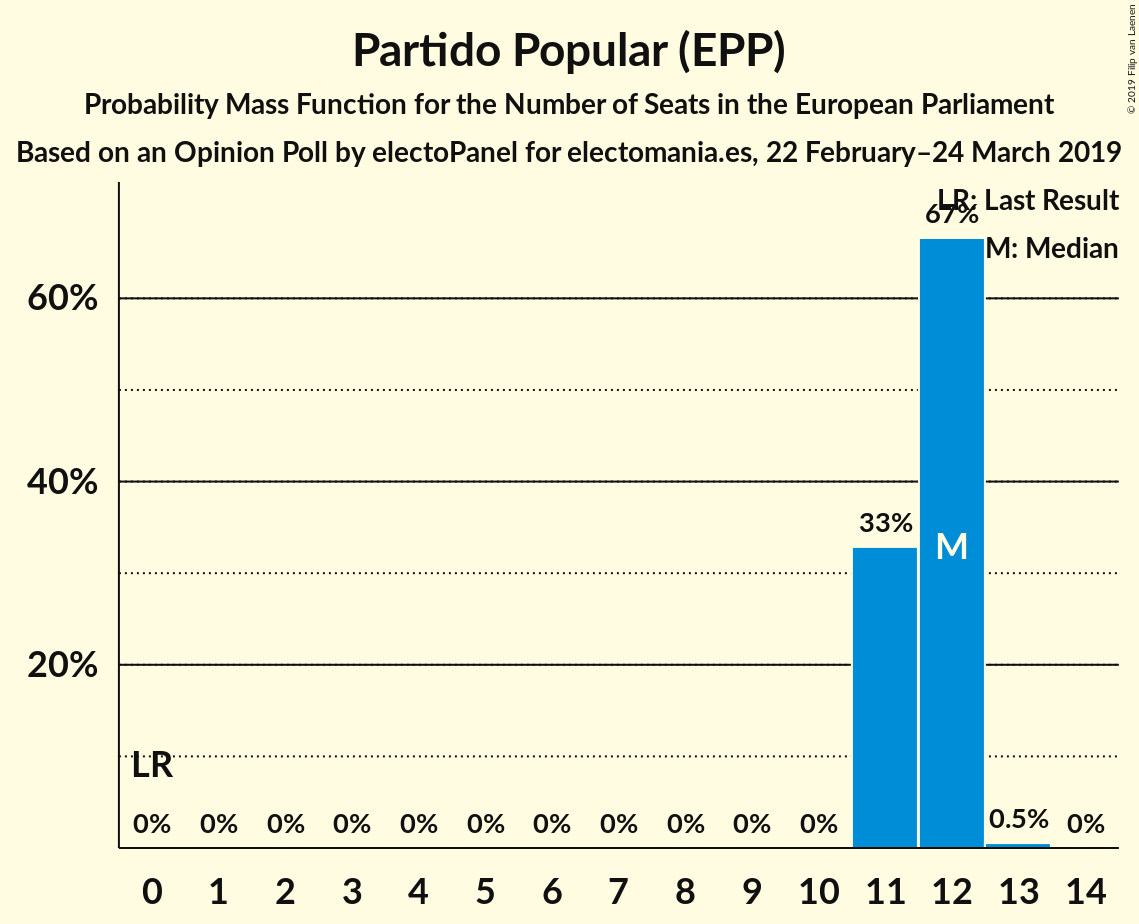 Partido Popular (EPP)
Probability Mass Function for the Number of Seats in the European Parliament
Based on an Opinion Poll by electoPanel for electomania.es, 22 February–24 March 2019
© 2019 Filip van Laenen
LR: Last Result
M: Median
67%
60%
40%
33%
M
20%
LR
0% 0% 0% 0% 0% 0% 0% 0% 0% 0% 0% 0.5% 0%
0 1 2 3 4 5 6 7 8 9 10 11 12 13 14